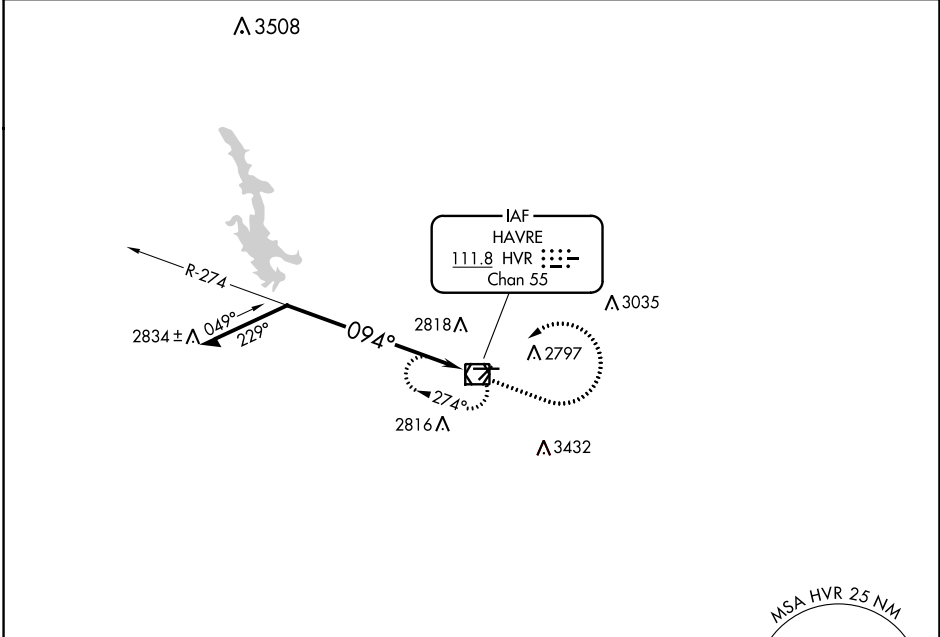 3508
IAF
HAVRE
111.8 HVR
Chan 55
R-274
3035
2834 ±
049°
229°
094°
2818
2797
274°
2816
3432
MSA HVR 25 NM